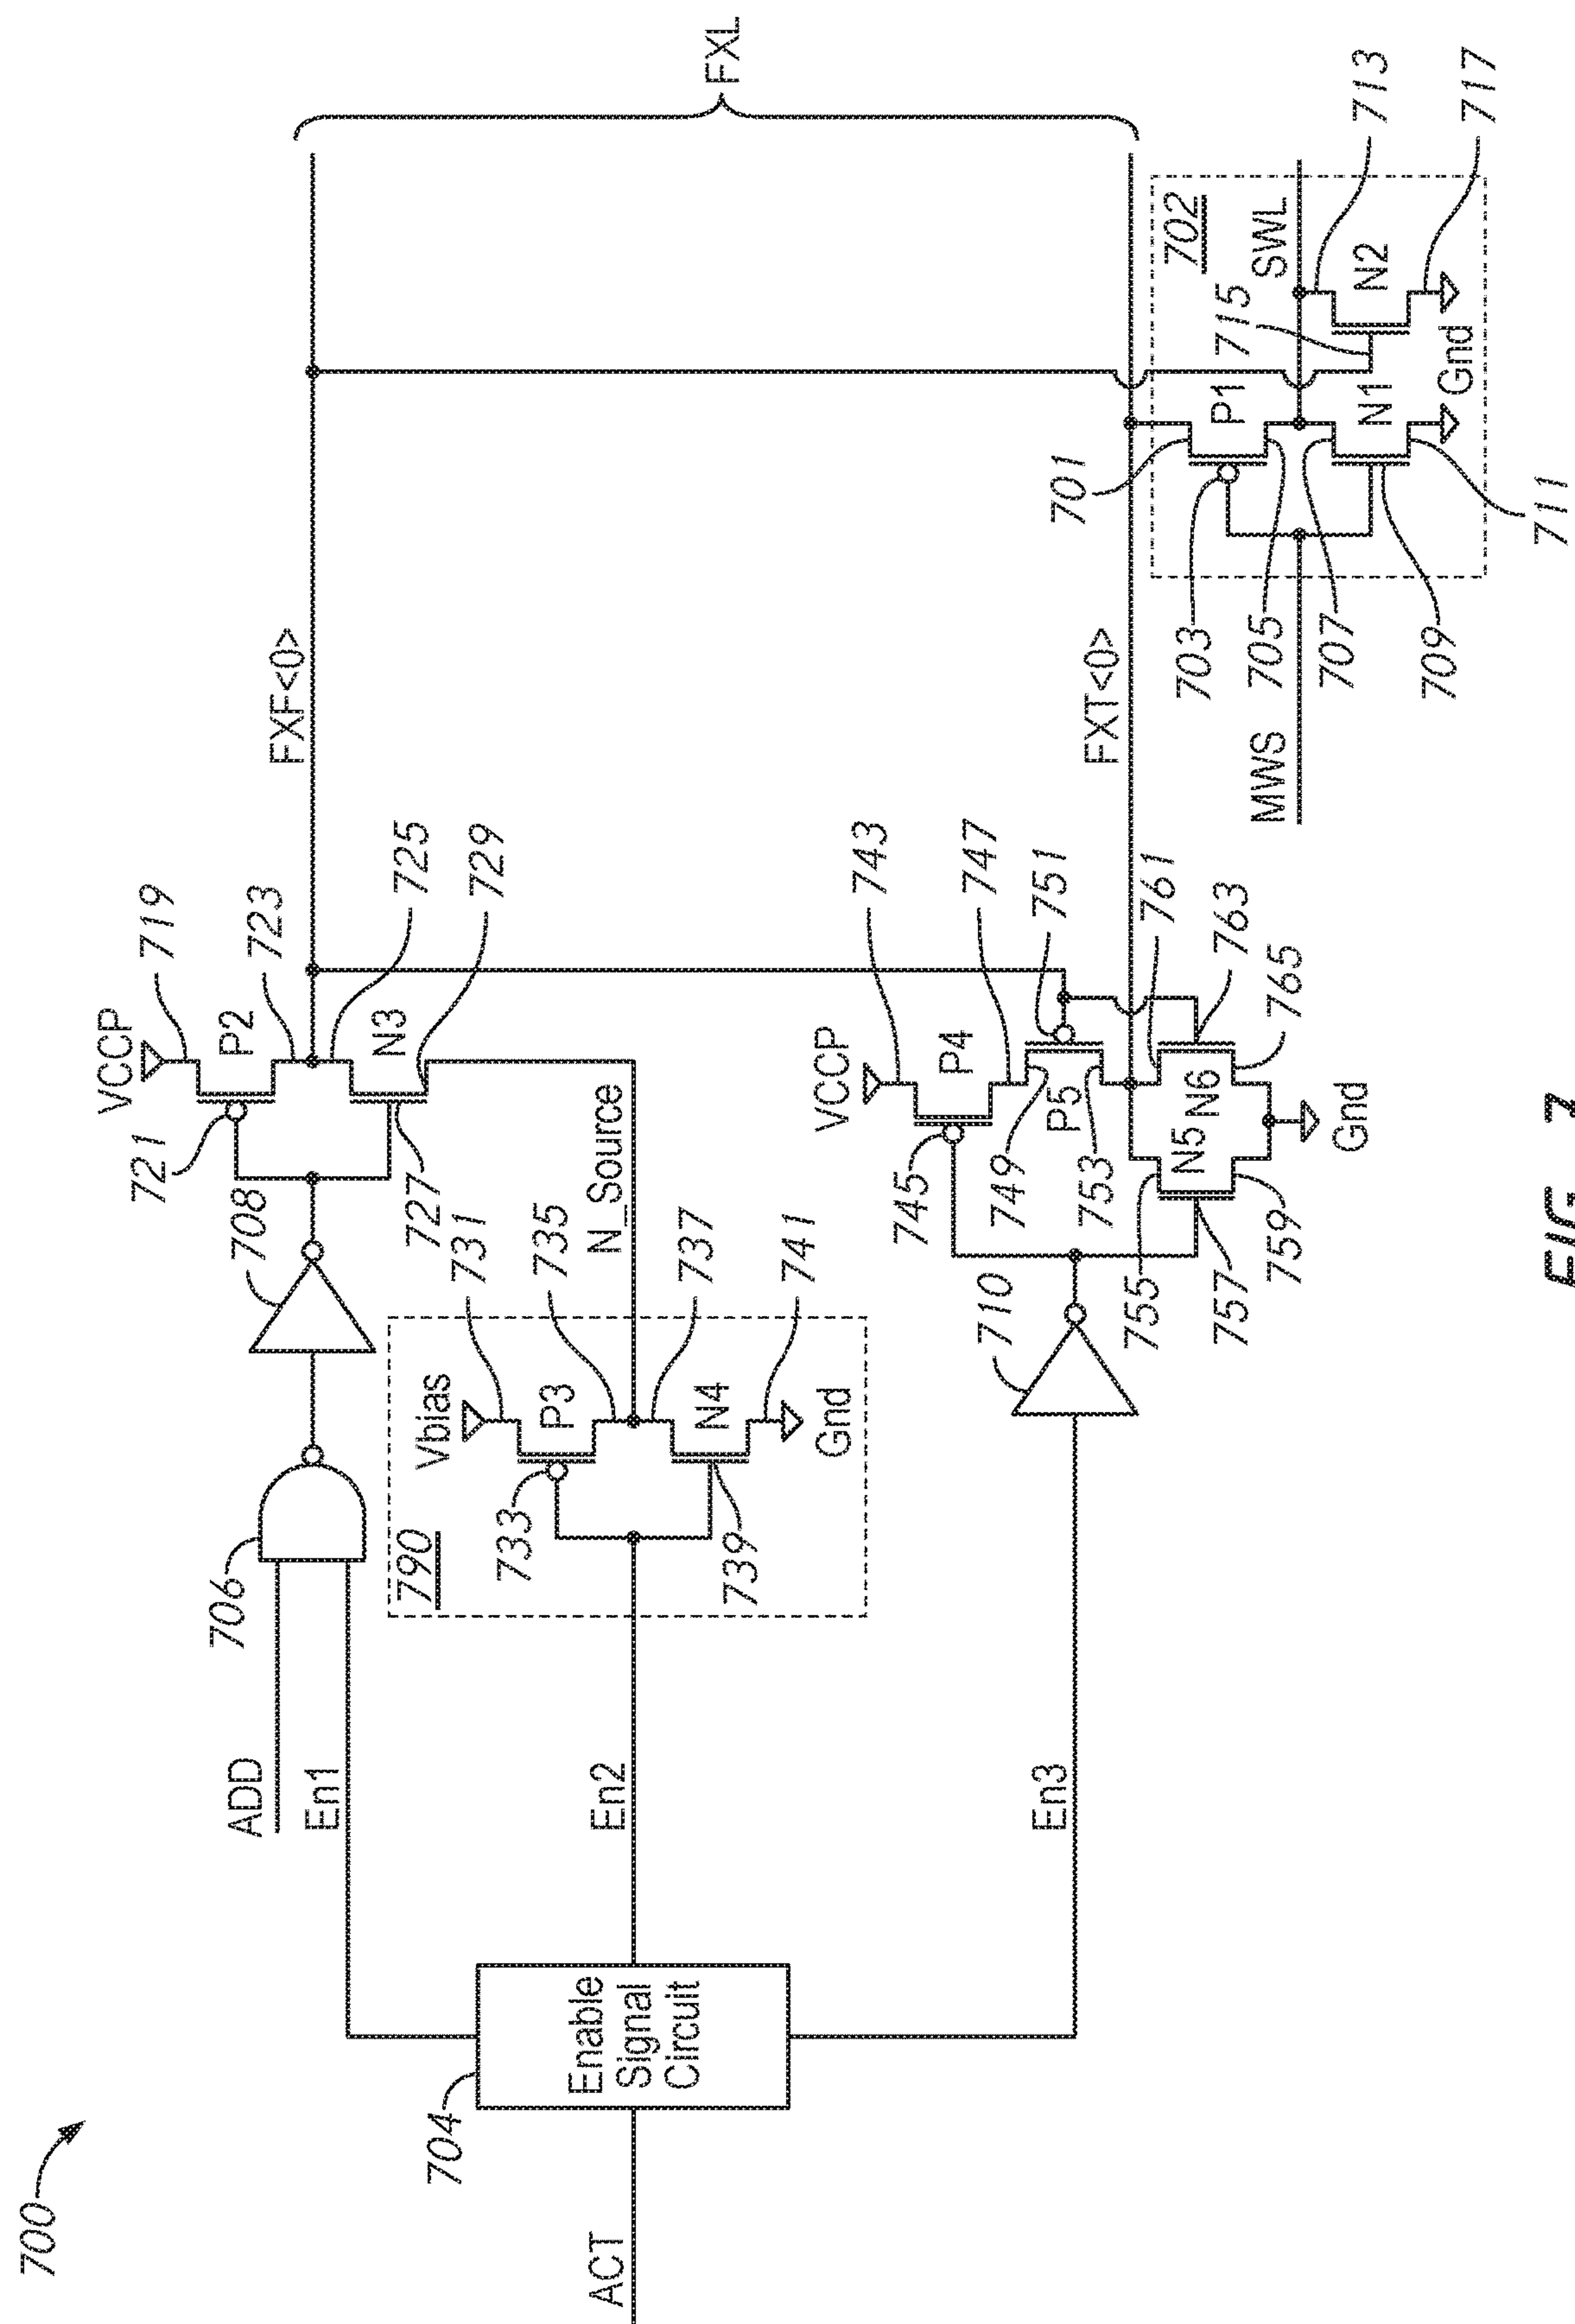 700
ACT
704
Enable
Signal
Circuit
ADD
En1
En2
En3
706
708
790
Vbias
731
P3
733
735
737
N4
739
741
Gnd
VCCP
719
P2
721
723
725
N3
727
729
N_Source
710
VCCP
743
P4
745
747
749
P5
751
753
755
N5
757
759
761
N6
763
765
Gnd
FXF<0>
FXT<0>
FXL
MWS
702
SWL
701
P1
703
705
707
N1
709
711
713
N2
715
717
Gnd
FIG. 7